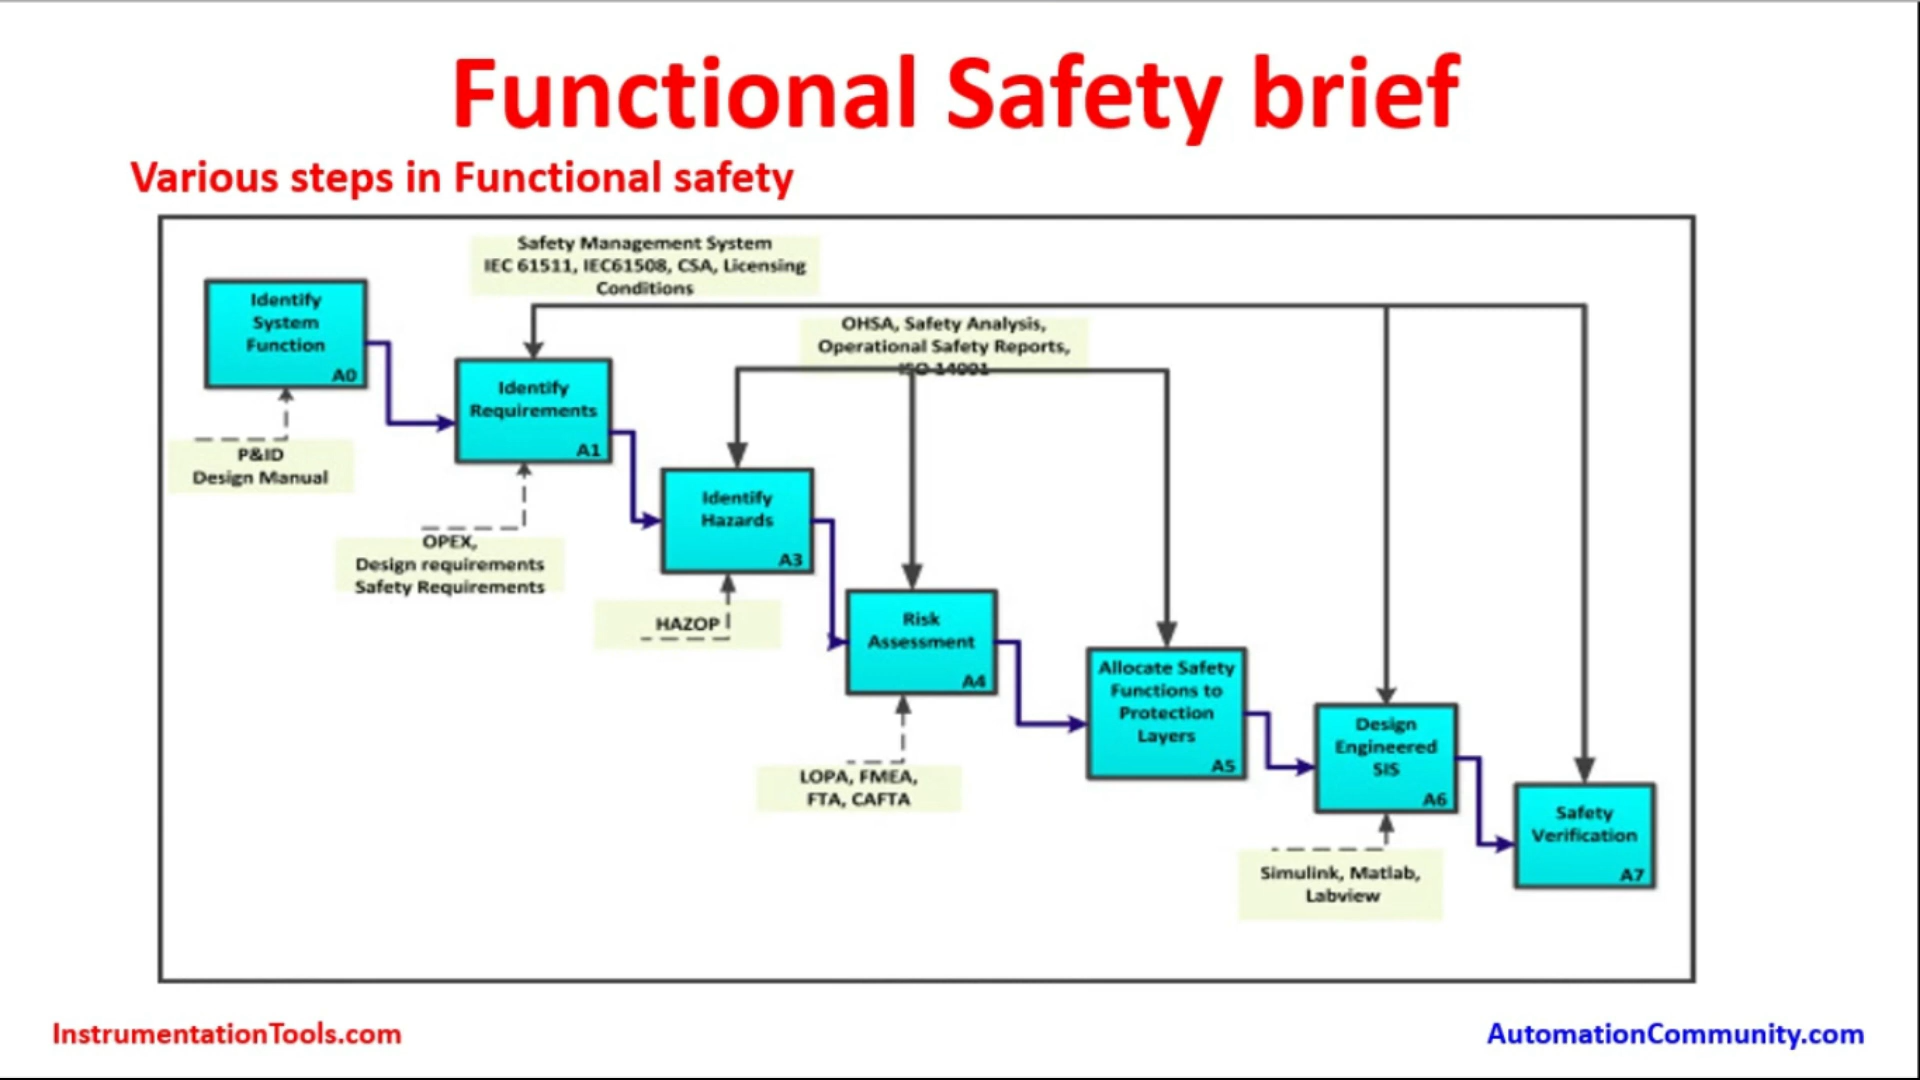 Functional Safety brief
Various steps in Functional safety
Safety Management System
IEC 61511, IEC61508, CSA, Licensing
Conditions
Identify
System
Function
A0
OHSA, Safety Analysis,
Operational Safety Reports,
ISO 14001
Identify
Requirements
A1
P&ID
Design Manual
Identify
Hazards
A3
OPEX,
Design requirements
Safety Requirements
HAZOP
Risk
Assessment
A4
Allocate Safety
Functions to
Protection
Layers
A5
LOPA, FMEA,
FTA, CAFTA
Design
Engineered
SIS
A6
Safety
Verification
A7
Simulink, Matlab,
Labview
InstrumentationTools.com
AutomationCommunity.com